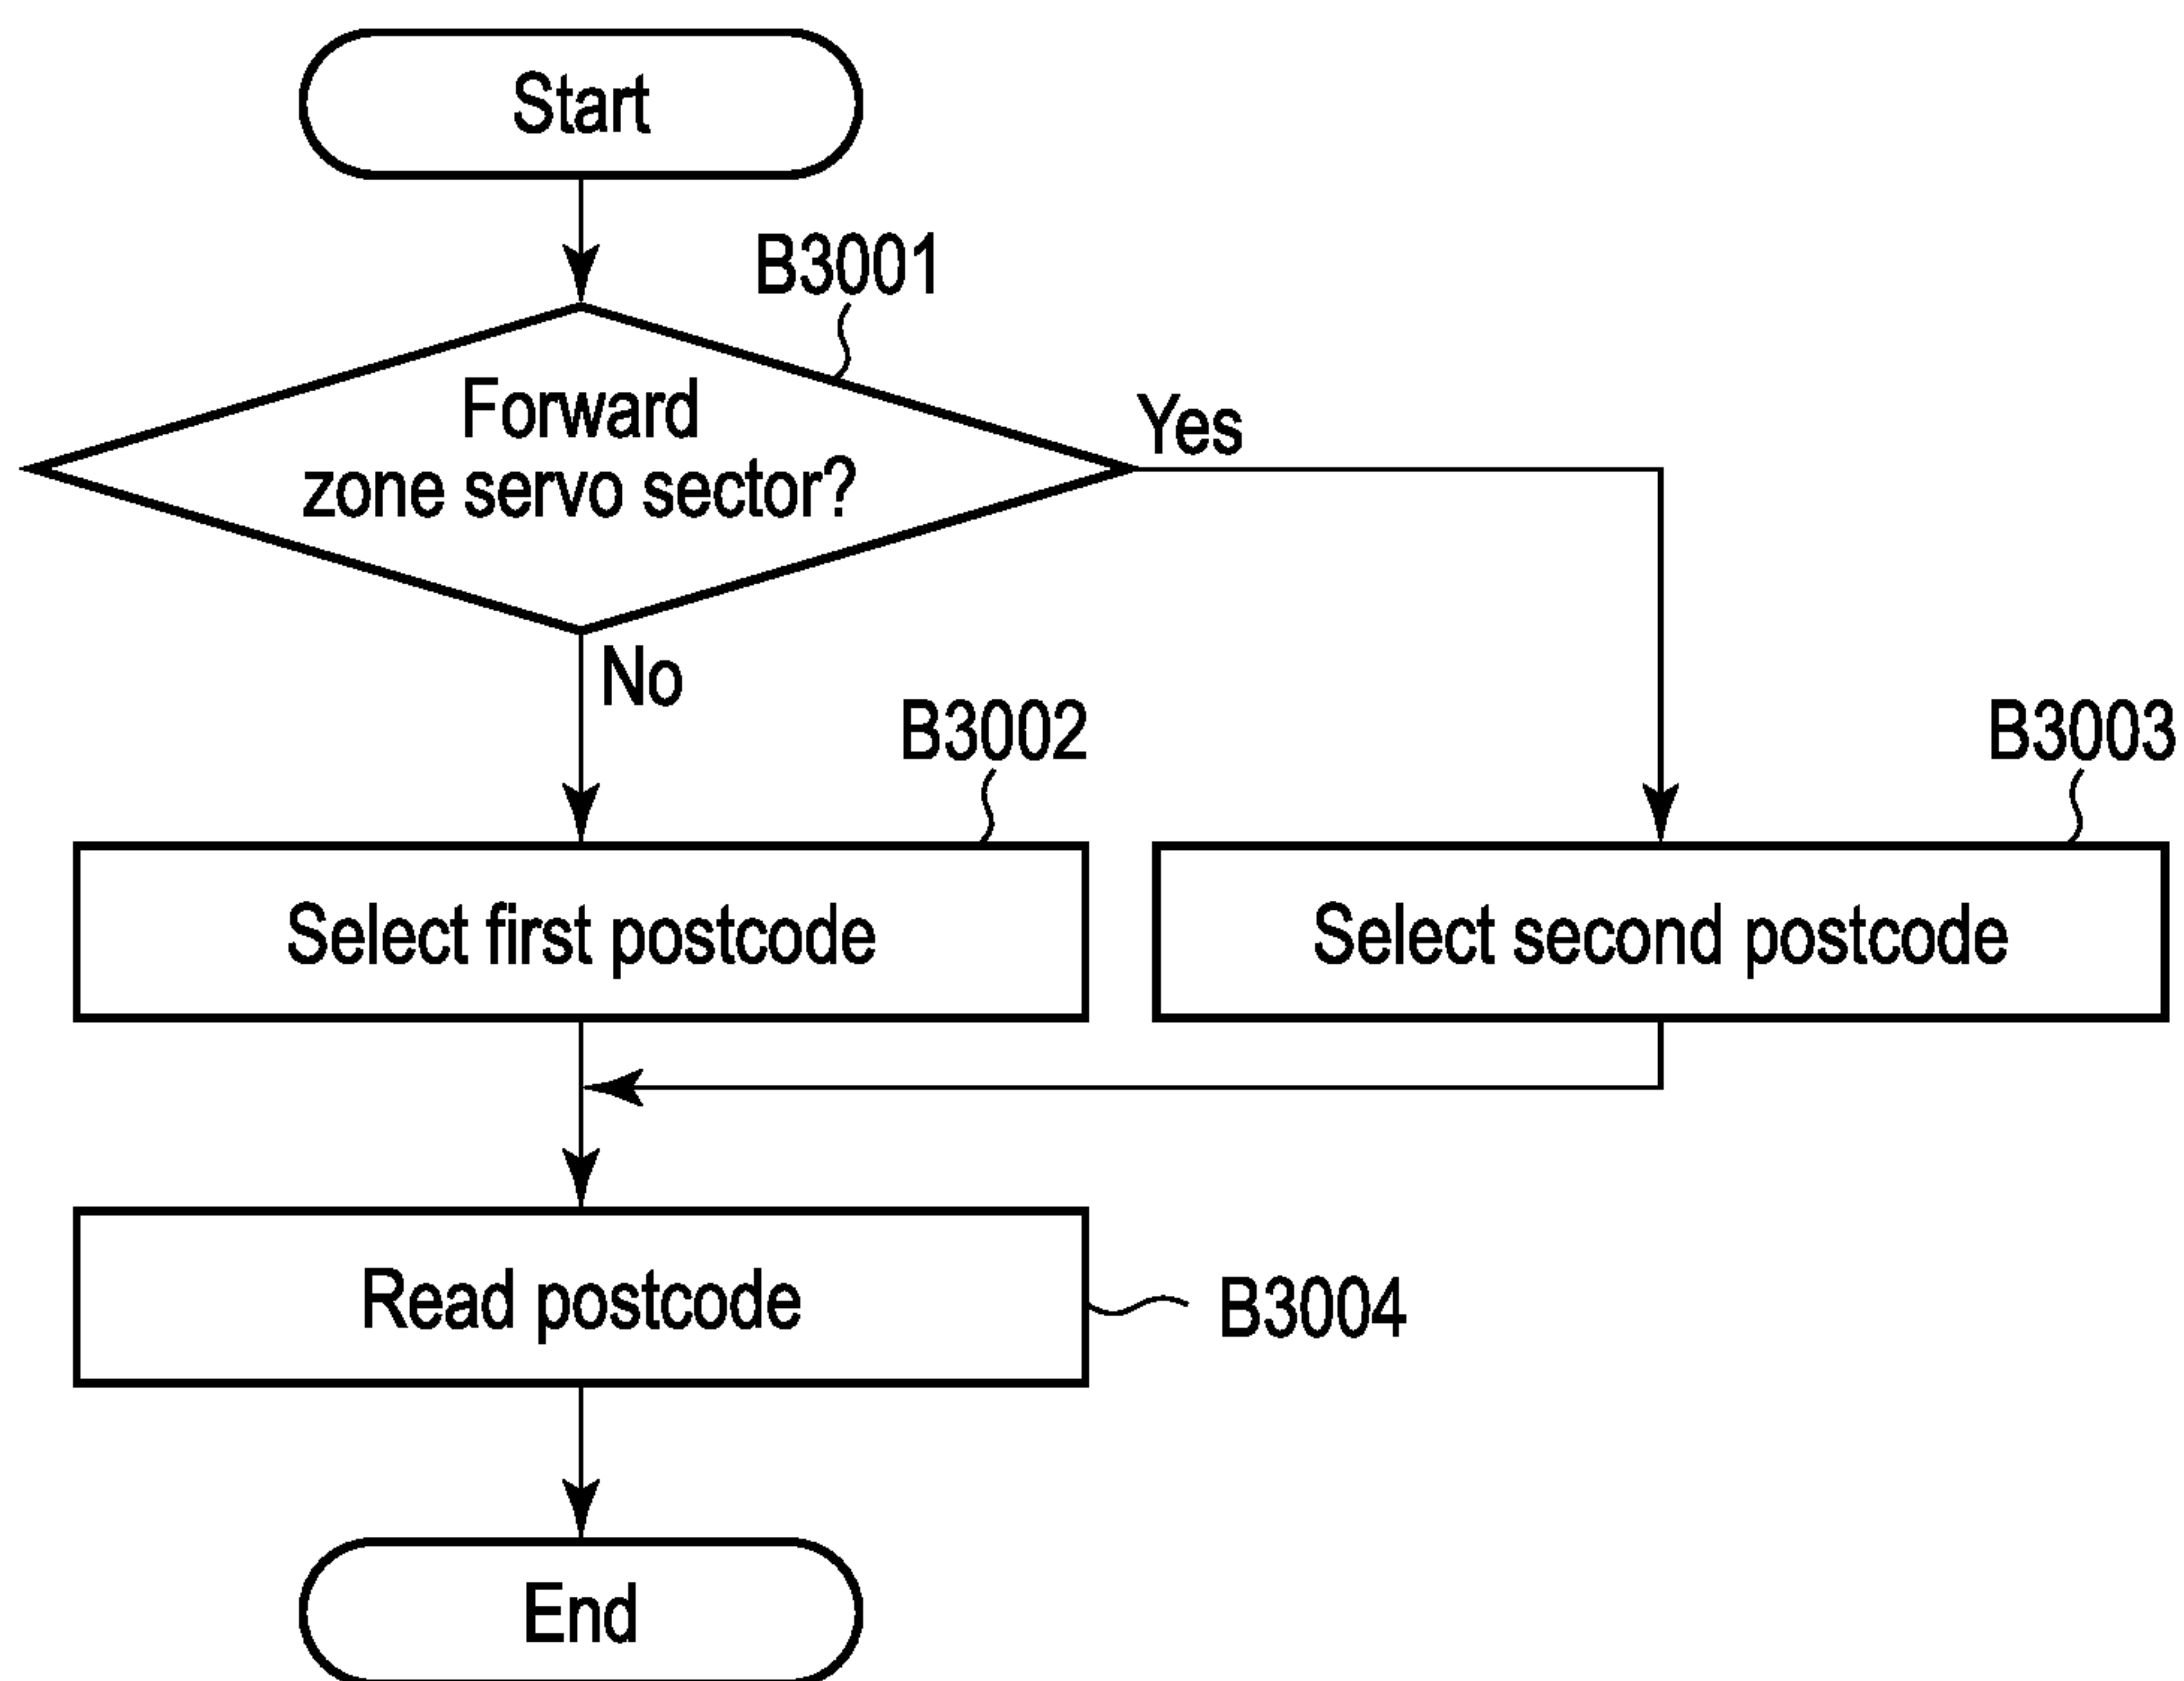 Start
B3001
Forward
zone servo sector?
Yes
No
B3002
B3003
Select first postcode
Select second postcode
Read postcode
B3004
End